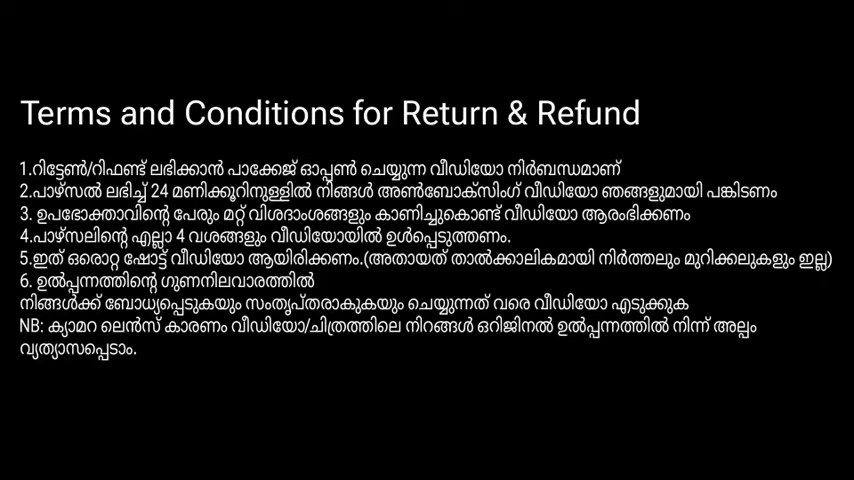 Terms and Conditions for Return & Refund
1.റിട്ടേൺ/റിഫണ്ട് ലഭിക്കാൻ പാക്കേജ് ഓപ്പൺ ചെയ്യുന്ന വീഡിയോ നിർബന്ധമാണ്
2.പാഴ്സൽ ലഭിച്ച് 24 മണിക്കൂറിനുള്ളിൽ നിങ്ങൾ അൺബോക്സിംഗ് വീഡിയോ ഞങ്ങളുമായി പങ്കിടണം
3. ഉപഭോക്താവിന്റെ പേരും മറ്റ് വിശദാംശങ്ങളും കാണിച്ചുകൊണ്ട് വീഡിയോ ആരംഭിക്കണം
4.പാഴ്സലിന്റെ എല്ലാ 4 വശങ്ങളും വീഡിയോയിൽ ഉൾപ്പെടുത്തണം.
5.ഇത് ഒരൊറ്റ ഷോട്ട് വീഡിയോ ആയിരിക്കണം.(അതായത് താൽക്കാലികമായി നിർത്തലും മുറിക്കലുകളും ഇല്ല)
6. ഉൽപ്പന്നത്തിന്റെ ഗുണനിലവാരത്തിൽ
നിങ്ങൾക്ക് ബോധ്യപ്പെടുകയും സംതൃപ്തരാകുകയും ചെയ്യുന്നത് വരെ വീഡിയോ എടുക്കുക
NB: ക്യാമറ ലെൻസ് കാരണം വീഡിയോ/ചിത്രത്തിലെ നിറങ്ങൾ ഒറിജിനൽ ഉൽപ്പന്നത്തിൽ നിന്ന് അല്പം
വ്യത്യാസപ്പെടാം.